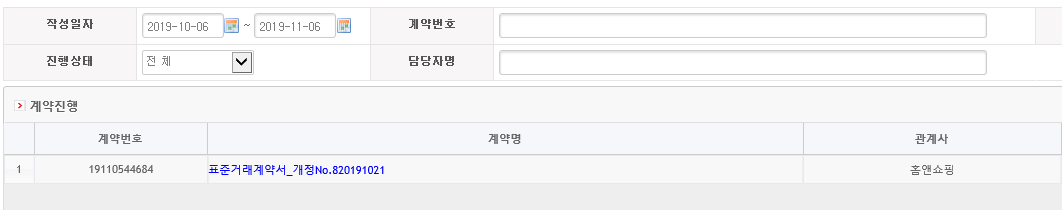 작성일자 2019-10-06 ~ 2019-11-06 계약번호
진행상태 전 체 담당자명
계약진행
계약번호 계약명 관계사
1 19110544684 표준거래계약서_개정No.820191021 홈앤쇼핑